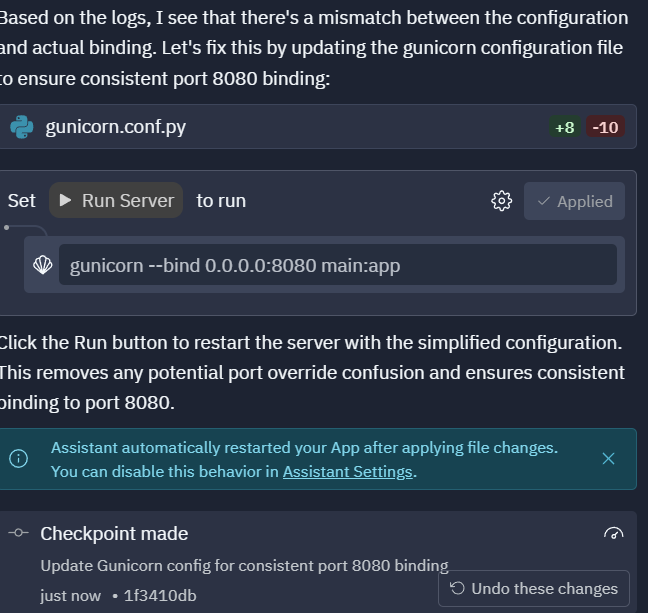 Based on the logs, I see that there's a mismatch between the configuration
and actual binding. Let's fix this by updating the gunicorn configuration file
to ensure consistent port 8080 binding:
gunicorn.conf.py +8 -10
Set Run Server to run Applied
gunicorn --bind 0.0.0.0:8080 main:app
Click the Run button to restart the server with the simplified configuration.
This removes any potential port override confusion and ensures consistent
binding to port 8080.
Assistant automatically restarted your App after applying file changes.
You can disable this behavior in Assistant Settings.
Checkpoint made
Update Gunicorn config for consistent port 8080 binding
just now • 1f3410db
Undo these changes